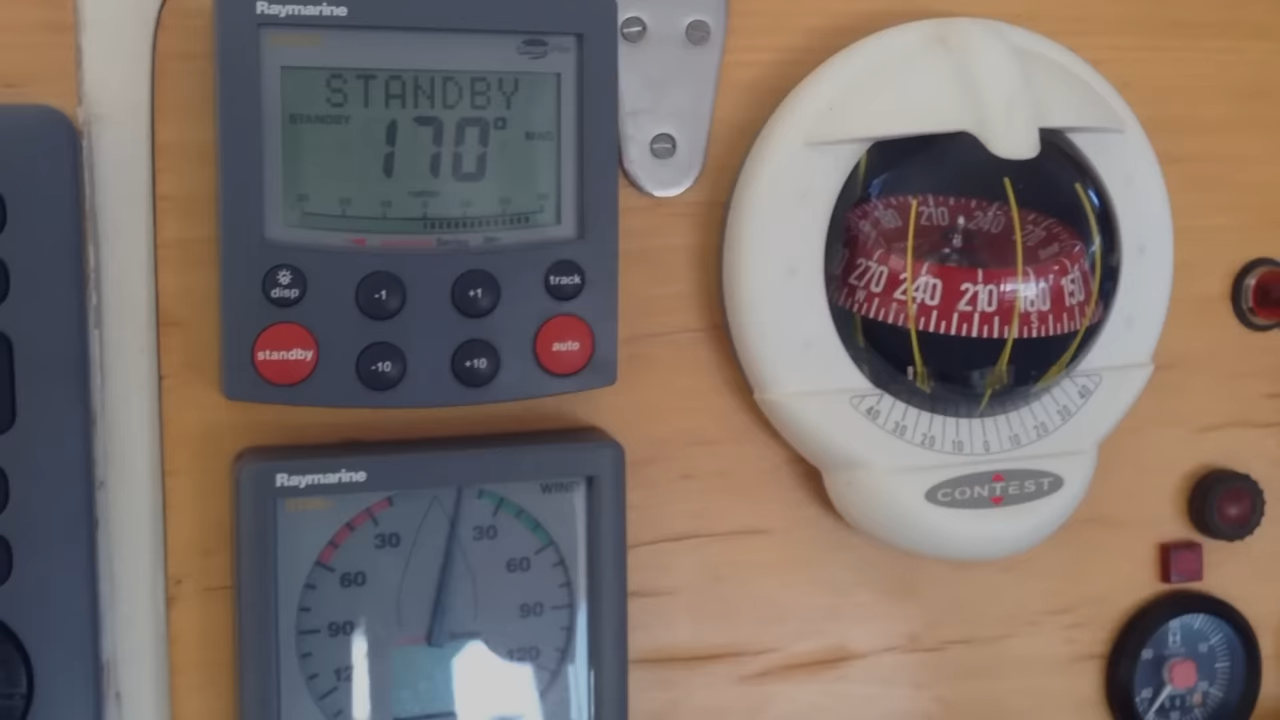 Raymarine
STANDBY
STANDBY 170° MAG
disp -1 +1 track
standby -10 +10 auto
Raymarine
WIND
30 30
60 60
90 90
120
210 240
270 240 210 180 150
W S
40 30 20 10 0 10 20 30 40
CONTEST